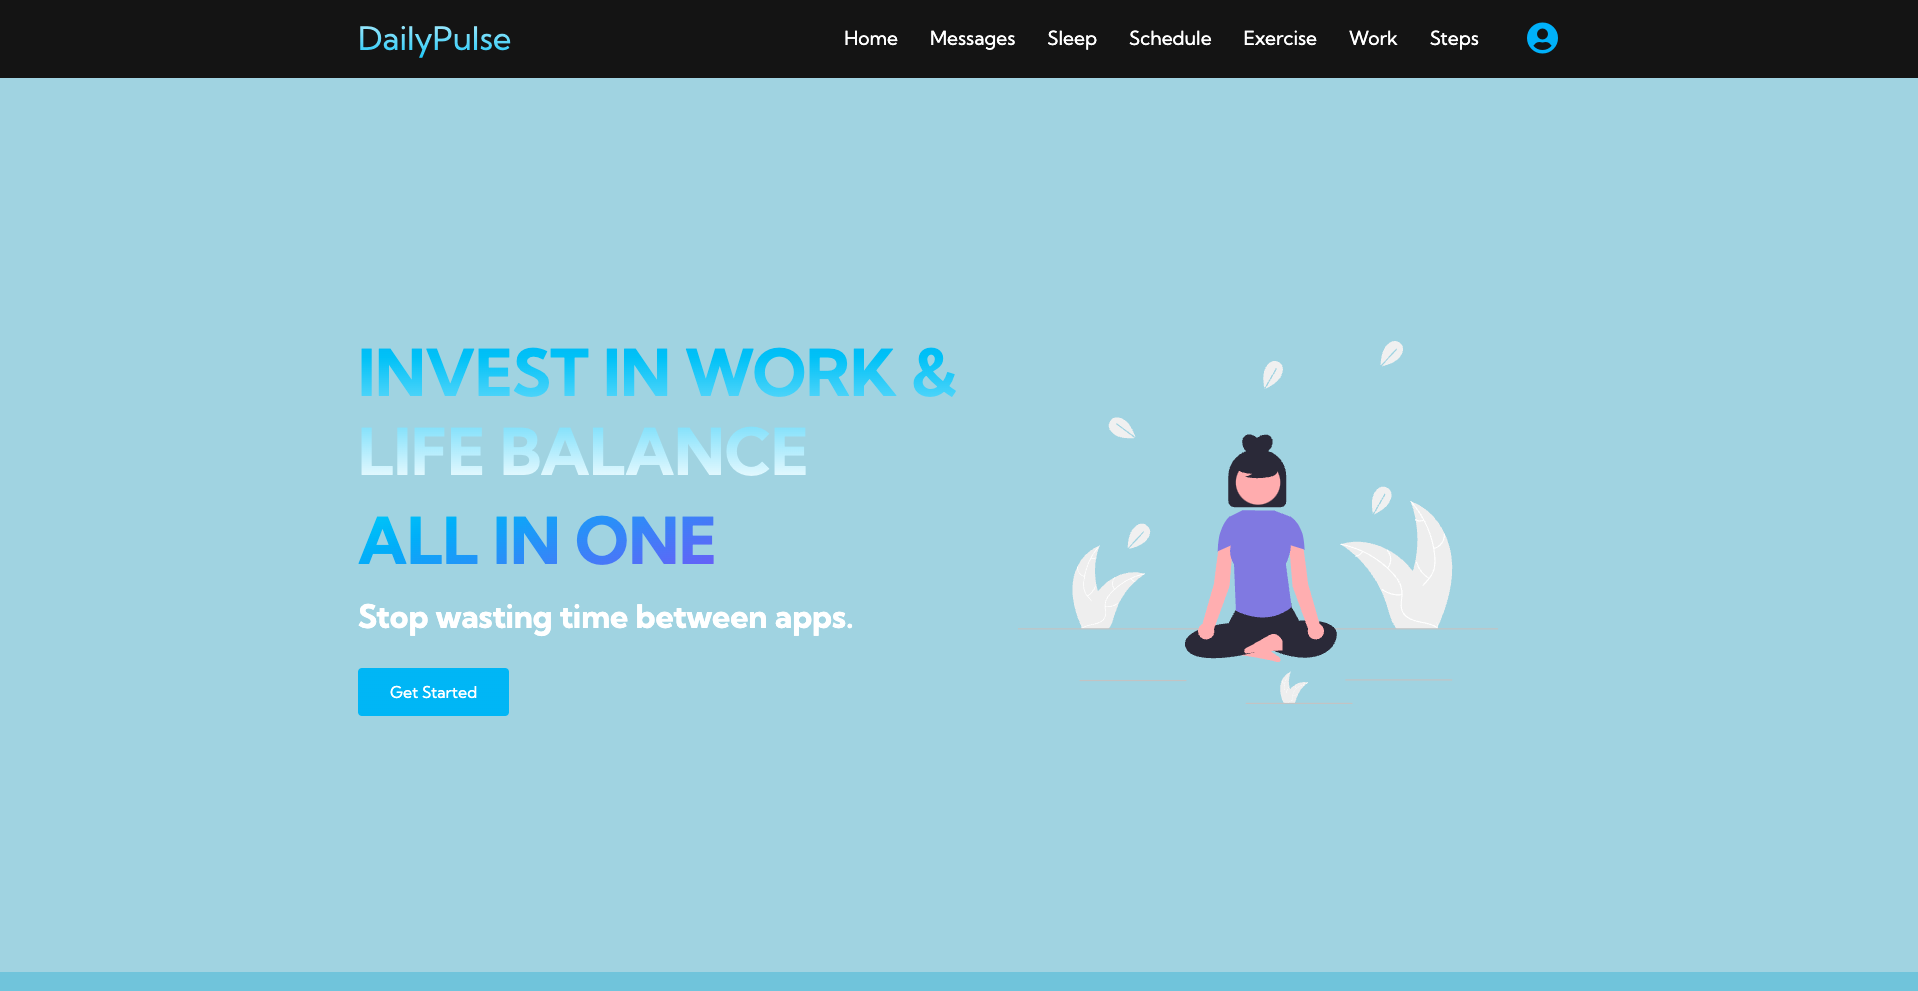 DailyPulse
Home Messages Sleep Schedule Exercise Work Steps
INVEST IN WORK &
LIFE BALANCE
ALL IN ONE
Stop wasting time between apps.
Get Started